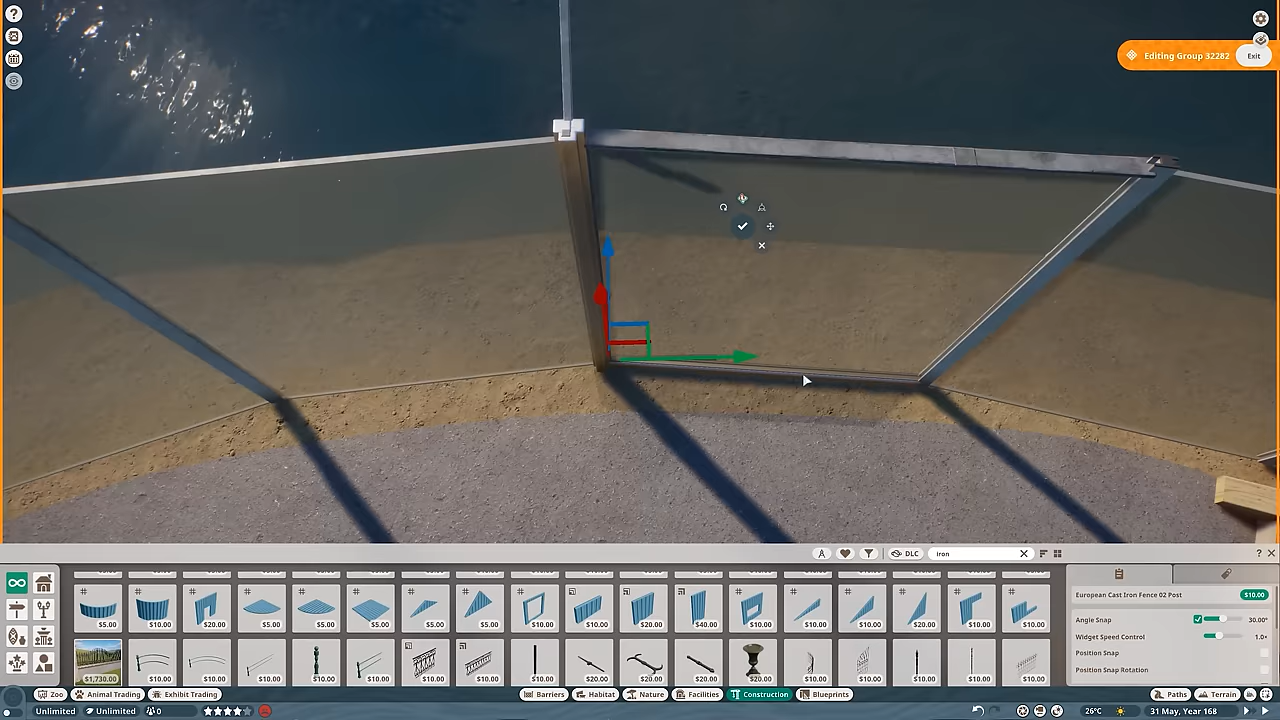 ?
Editing Group 32282
Exit
DLC
iron
?
$5.00 $10.00 $20.00 $5.00 $5.00 $5.00 $5.00 $5.00 $10.00 $10.00 $20.00 $40.00 $20.00 $10.00 $10.00 $20.00 $10.00 $10.00
European Cast Iron Fence 02 Post $10.00
Angle Snap 30.00°
Widget Speed Control 1.0×
Position Snap
Position Snap Rotation
$1,730.00 $10.00 $10.00 $10.00 $10.00 $10.00 $10.00 $10.00 $10.00 $20.00 $20.00 $20.00 $20.00 $10.00 $10.00 $10.00 $10.00 $10.00
Zoo Animal Trading Exhibit Trading Barriers Habitat Nature Facilities Construction Blueprints Paths Terrain
Unlimited Unlimited 0 26°C 31 May, Year 168